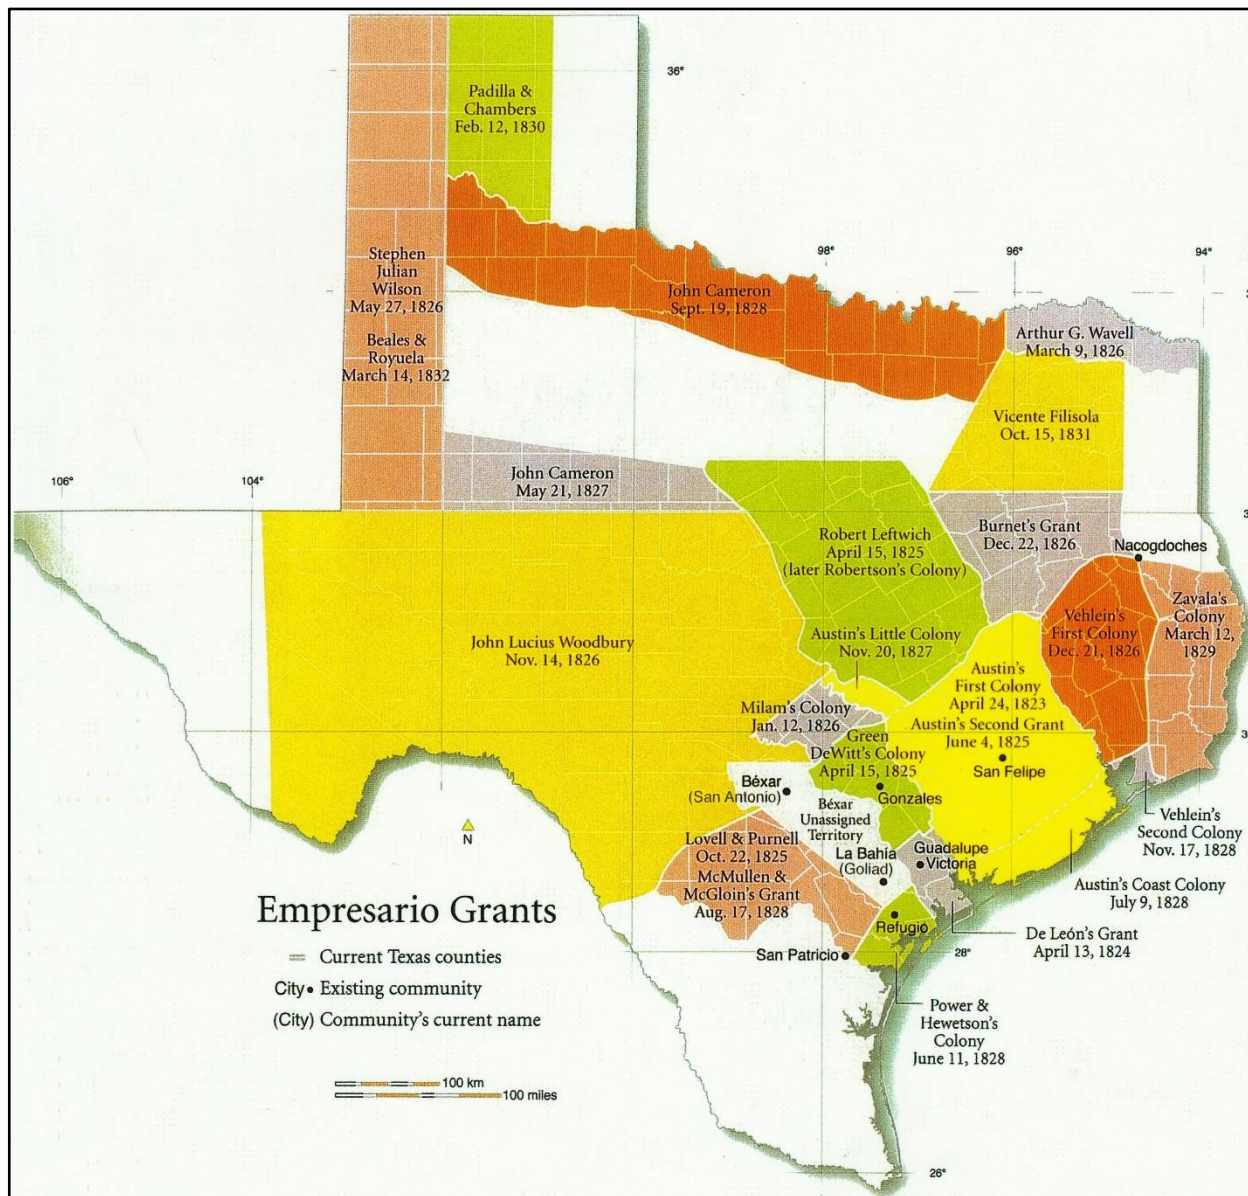 36°
Padilla &
Chambers
Feb. 12, 1830
98°
96°
94°
Stephen
Julian
Wilson
May 27, 1826
Beales &
Royuela
March 14, 1832
John Cameron
Sept. 19, 1828
Arthur G. Wavell
March 9, 1826
Vicente Filisola
Oct. 15, 1831
106°
104°
John Cameron
May 21, 1827
Robert Leftwich
April 15, 1825
(later Robertson's Colony)
Burnet's Grant
Dec. 22, 1826
Nacogdoches
Zavala's
Colony
March 12,
1829
Vehlein's
First Colony
Dec. 21, 1826
John Lucius Woodbury
Nov. 14, 1826
Austin's Little Colony
Nov. 20, 1827
Austin's
First Colony
April 24, 1823
Austin's Second Grant
June 4, 1825
San Felipe
Milam's Colony
Jan. 12, 1826
Green
DeWitt's Colony
April 15, 1825
Gonzales
Béxar
(San Antonio)
Béxar
Unassigned
Territory
Vehlein's
Second Colony
Nov. 17, 1828
Lovell & Purnell
Oct. 22, 1825
McMullen &
McGloin's Grant
Aug. 17, 1828
La Bahía
(Goliad)
Guadalupe
Victoria
Austin's Coast Colony
July 9, 1828
Refugio
De León's Grant
April 13, 1824
San Patricio
28°
Power &
Hewetson's
Colony
June 11, 1828
N
Empresario Grants
Current Texas counties
City • Existing community
(City) Community's current name
100 km
100 miles
26°